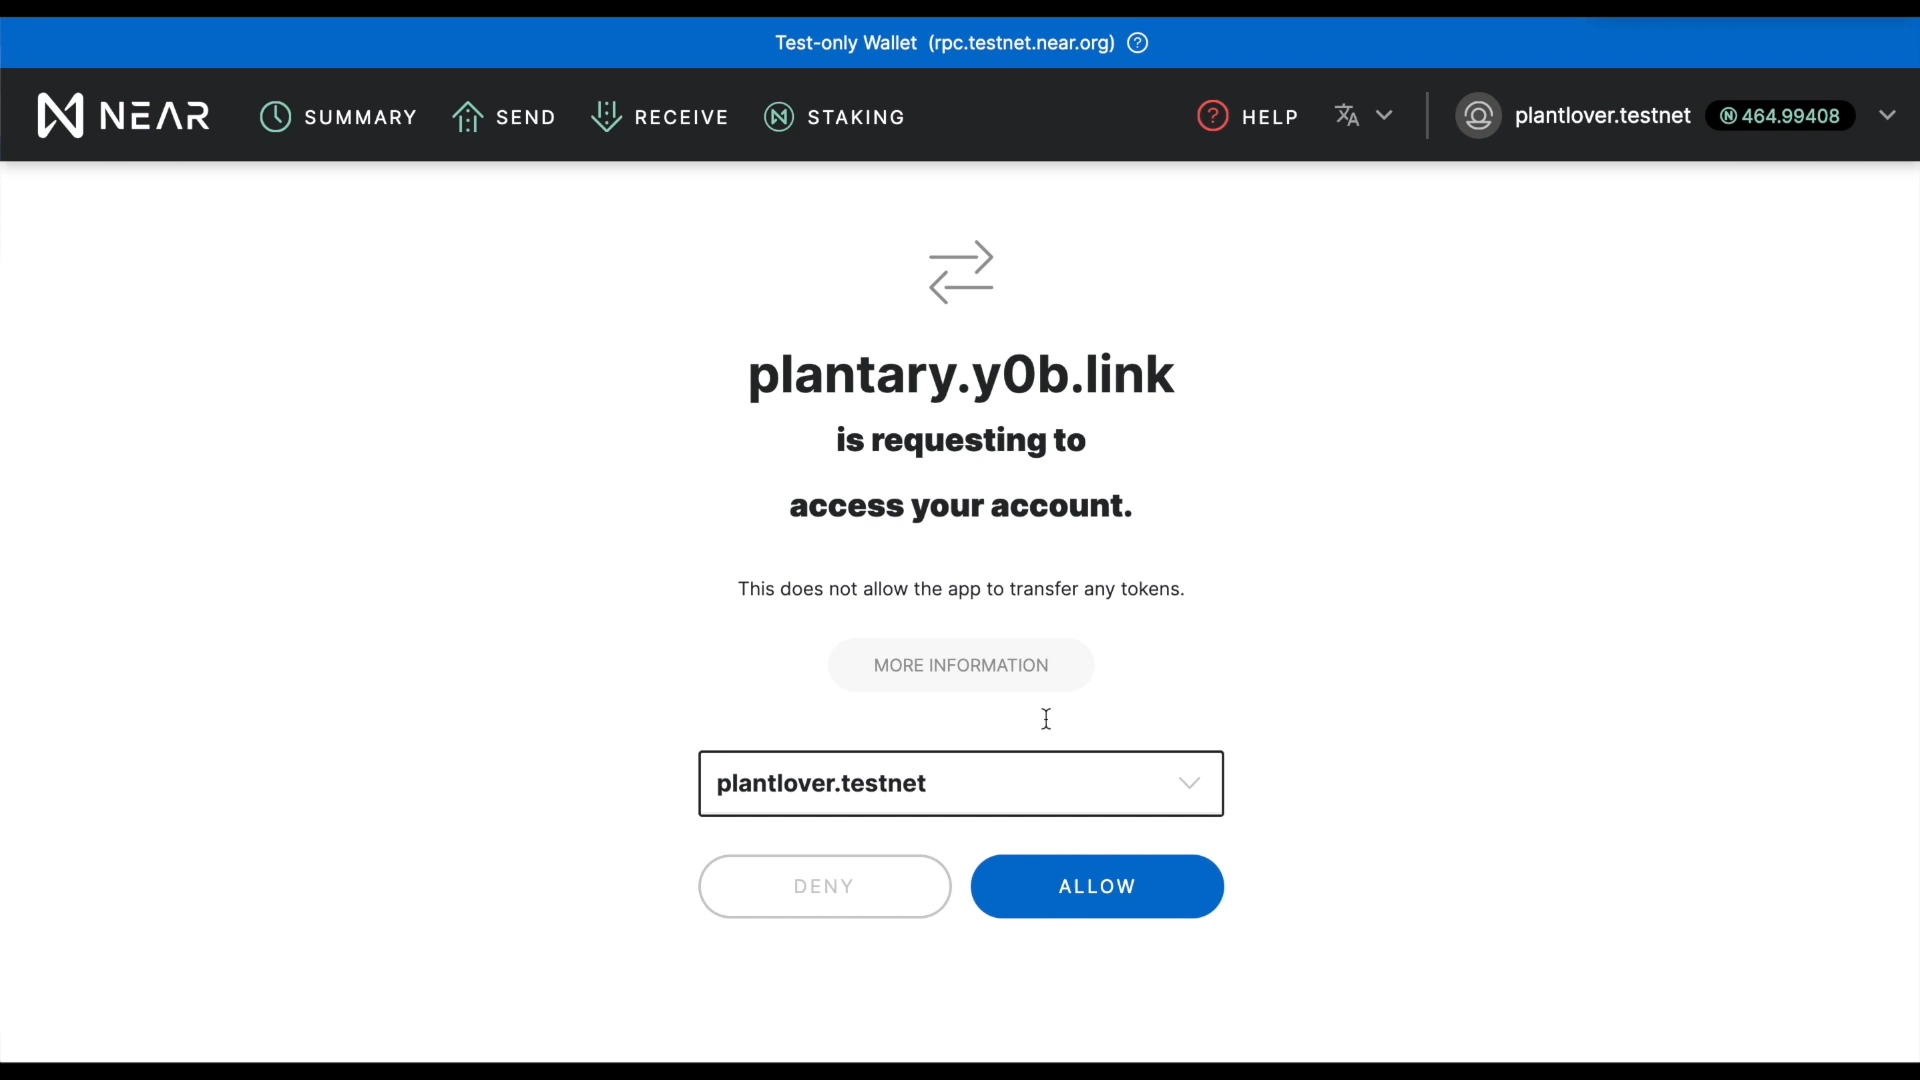 Test-only Wallet (rpc.testnet.near.org) ?
NEAR SUMMARY SEND RECEIVE STAKING ? HELP plantlover.testnet 464.99408
plantary.y0b.link
is requesting to
access your account.
This does not allow the app to transfer any tokens.
MORE INFORMATION
plantlover.testnet
DENY ALLOW